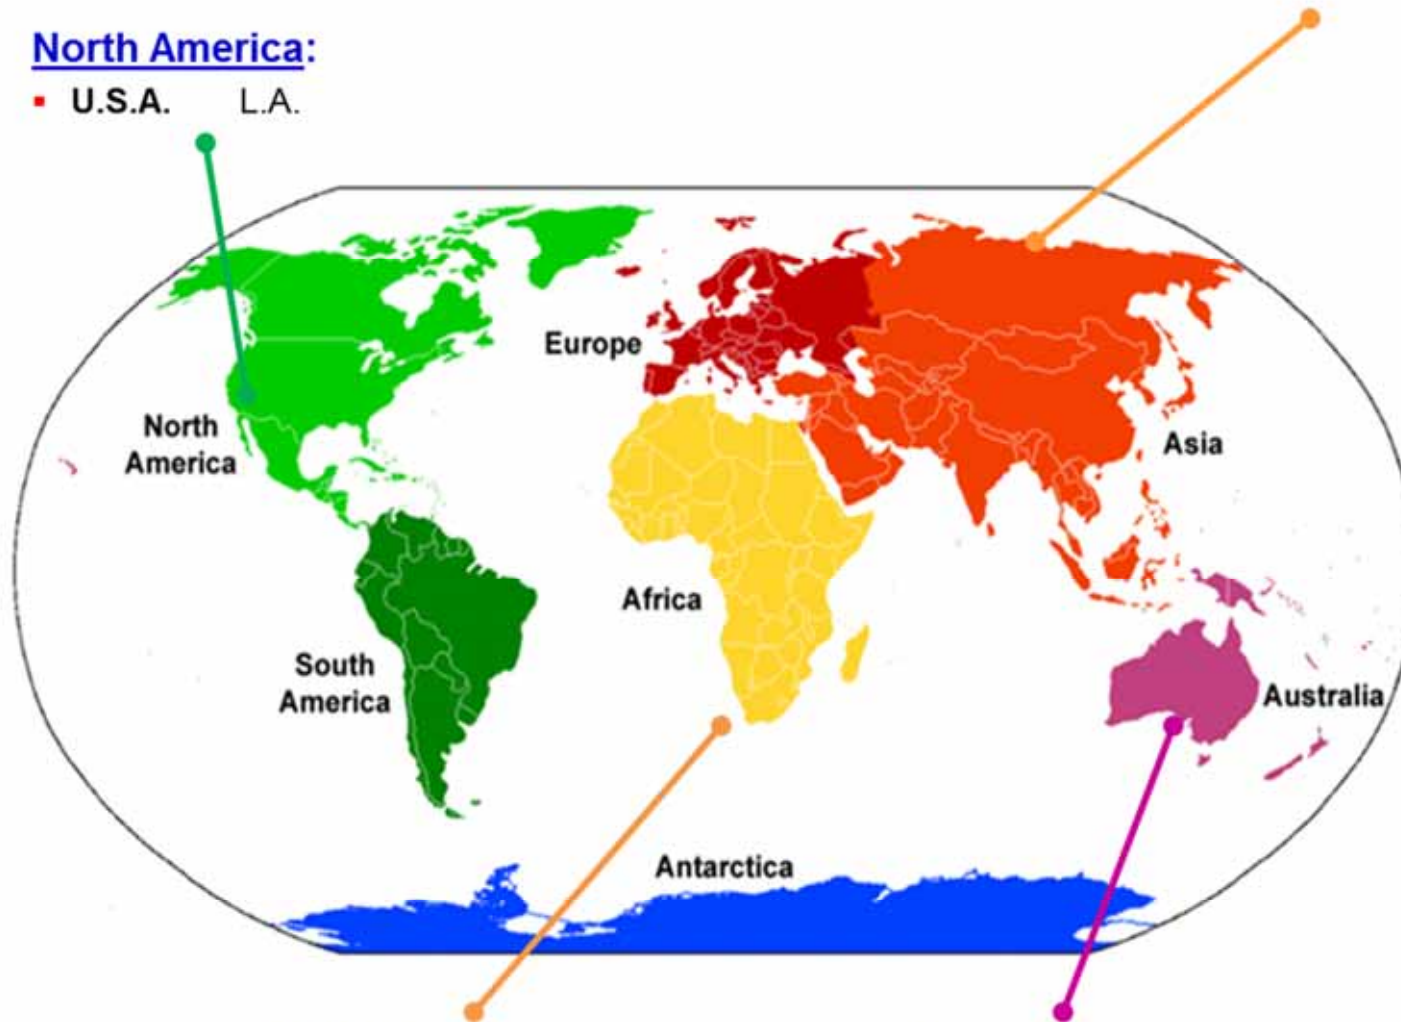 North America:
▪ U.S.A. L.A.
Europe
North
America
Asia
Africa
South
America
Australia
Antarctica